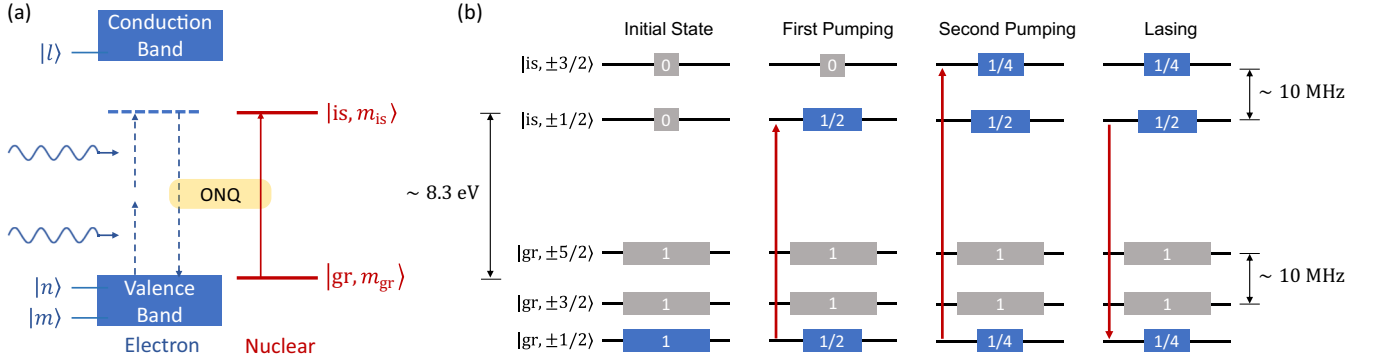 (a)
Conduction
Band
|l⟩
|is, m_is⟩
ONQ
~ 8.3 eV
|gr, m_gr⟩
|n⟩
Valence
|m⟩
Band
Electron
Nuclear
(b)
Initial State
First Pumping
Second Pumping
Lasing
|is, ±3/2⟩
0
0
1/4
1/4
~ 10 MHz
|is, ±1/2⟩
0
1/2
1/2
1/2
|gr, ±5/2⟩
1
1
1
1
~ 10 MHz
|gr, ±3/2⟩
1
1
1
1
|gr, ±1/2⟩
1
1/2
1/4
1/4